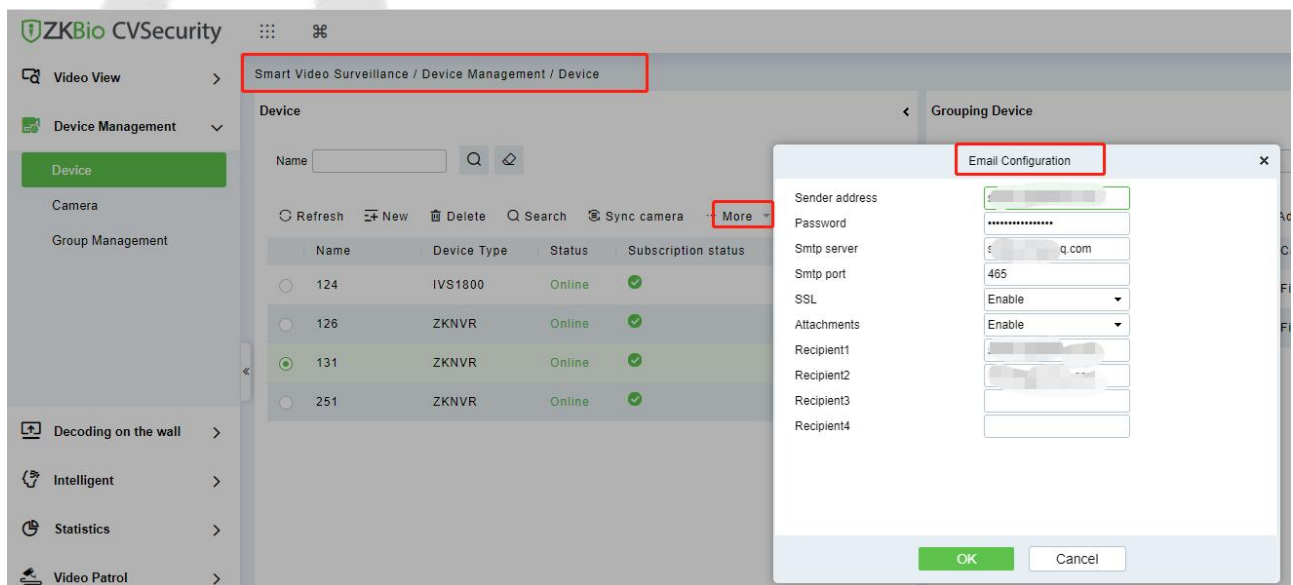 ZKBio CVSecurity
Video View
Device Management
Device
Camera
Group Management
Decoding on the wall
Intelligent
Statistics
Video Patrol
Smart Video Surveillance / Device Management / Device
Device
Name
Refresh New Delete Search Sync camera ··· More
Name Device Type Status Subscription status
124 IVS1800 Online
126 ZKNVR Online
131 ZKNVR Online
251 ZKNVR Online
Grouping Device
Email Configuration
Sender address
Password ••••••••••••••••
Smtp server q.com
Smtp port 465
SSL Enable
Attachments Enable
Recipient1
Recipient2
Recipient3
Recipient4
OK Cancel